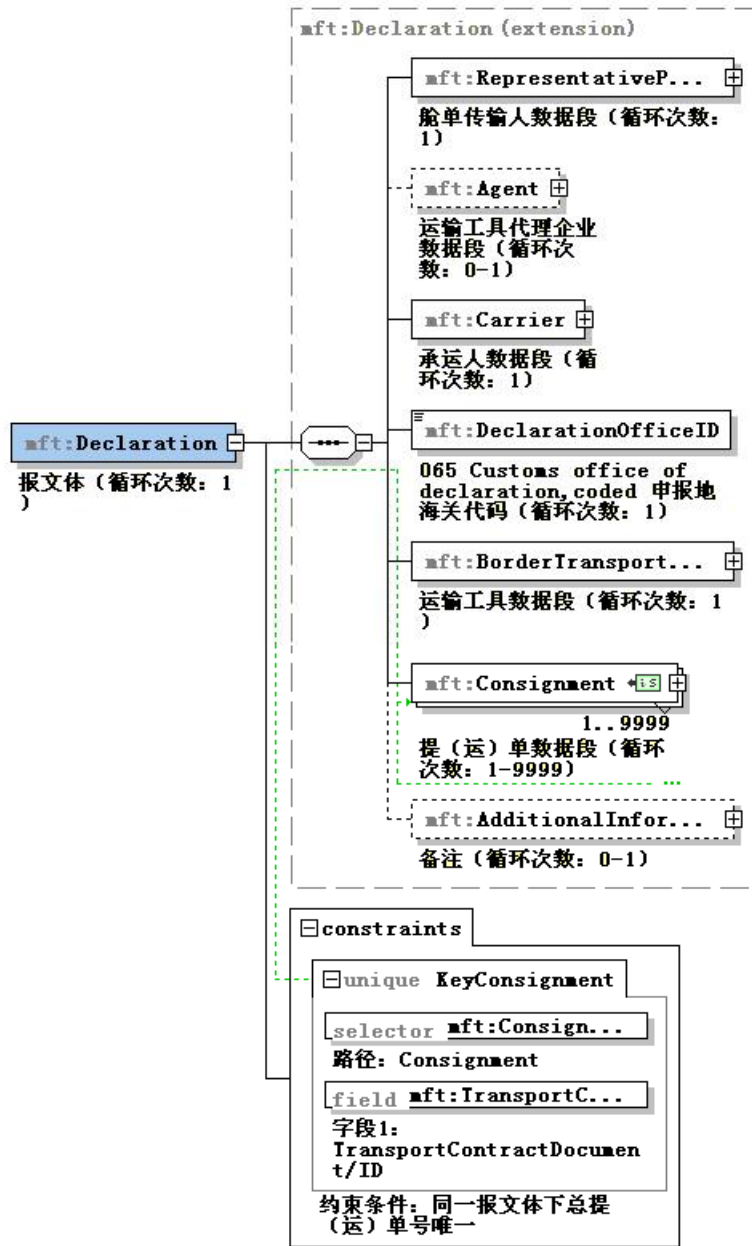 mft:Declaration (extension)
mft:RepresentativeP...
舱单传输人数据段（循环次数：
1）
mft:Agent
运输工具代理企业
数据段（循环次
数：0-1）
mft:Carrier
承运人数据段（循
环次数：1）
mft:DeclarationOfficeID
065 Customs office of
declaration,coded 申报地
海关代码（循环次数：1）
mft:Declaration
报文体（循环次数：1
）
mft:BorderTransport...
运输工具数据段（循环次数：1
）
mft:Consignment
is
1..9999
提（运）单数据段（循环
次数：1-9999）
...
mft:AdditionalInfor...
备注（循环次数：0-1）
constraints
unique KeyConsignment
selector mft:Consign...
路径：Consignment
field mft:TransportC...
字段1：
TransportContractDocumen
t/ID
约束条件：同一报文体下总提
（运）单号唯一